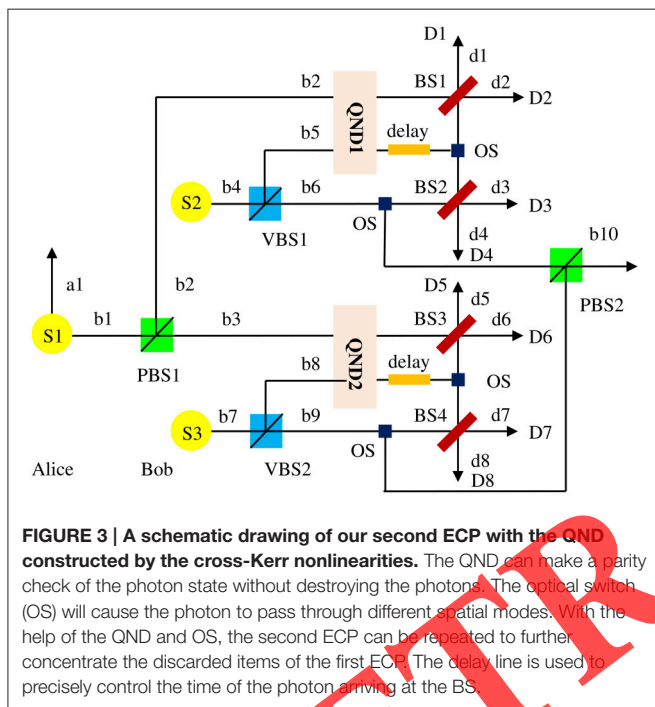 D1
d1
b2
BS1
d2
D2
QND1
b5
delay
OS
S2
b4
b6
BS2
d3
D3
VBS1
OS
d4
D4
b10
a1
b2
D5
d5
PBS2
S1
b1
b3
BS3
d6
D6
PBS1
QND2
b8
delay
OS
S3
b7
b9
BS4
d7
D7
VBS2
OS
d8
D8
Alice
Bob
FIGURE 3 | A schematic drawing of our second ECP with the QND
constructed by the cross-Kerr nonlinearities. The QND can make a parity
check of the photon state without destroying the photons. The optical switch
(OS) will cause the photon to pass through different spatial modes. With the
help of the QND and OS, the second ECP can be repeated to further
concentrate the discarded items of the first ECP. The delay line is used to
precisely control the time of the photon arriving at the BS.
TR